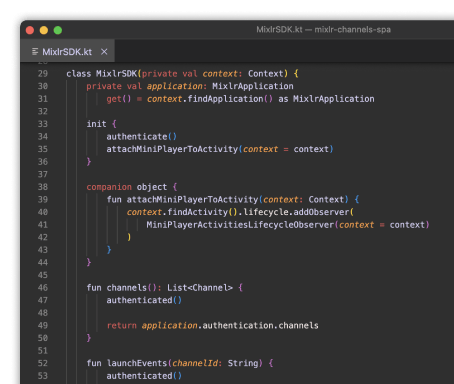 MixlrSDK.kt — mixlr-channels-spa
MixlrSDK.kt ×
29 class MixlrSDK(private val context: Context) {
30 private val application: MixlrApplication
31 get() = context.findApplication() as MixlrApplication
32
33 init {
34 authenticate()
35 attachMiniPlayerToActivity(context = context)
36 }
37
38 companion object {
39 fun attachMiniPlayerToActivity(context: Context) {
40 context.findActivity().lifecycle.addObserver(
41 MiniPlayerActivitiesLifecycleObserver(context = context)
42 )
43 }
44 }
45
46 fun channels(): List<Channel> {
47 authenticated()
48
49 return application.authentication.channels
50 }
51
52 fun launchEvents(channelId: String) {
53 authenticated()